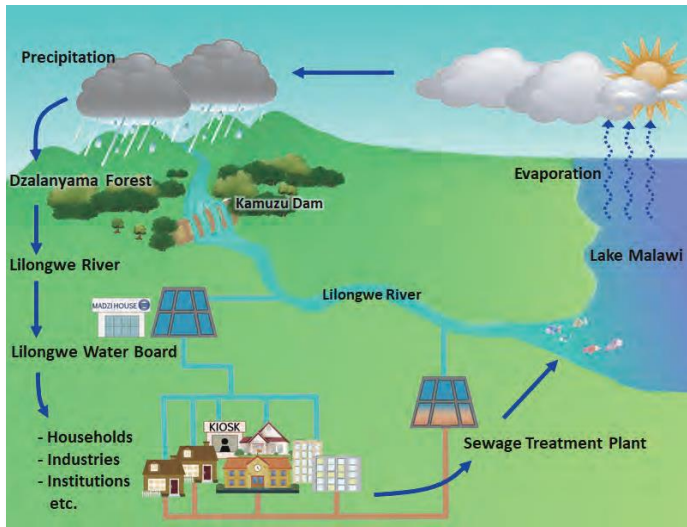 Precipitation
Dzalanyama Forest
Kamuzu Dam
Evaporation
Lake Malawi
Lilongwe River
Lilongwe River
MADZI HOUSE
Lilongwe Water Board
KIOSK
- Households
- Industries
- Institutions
etc.
Sewage Treatment Plant